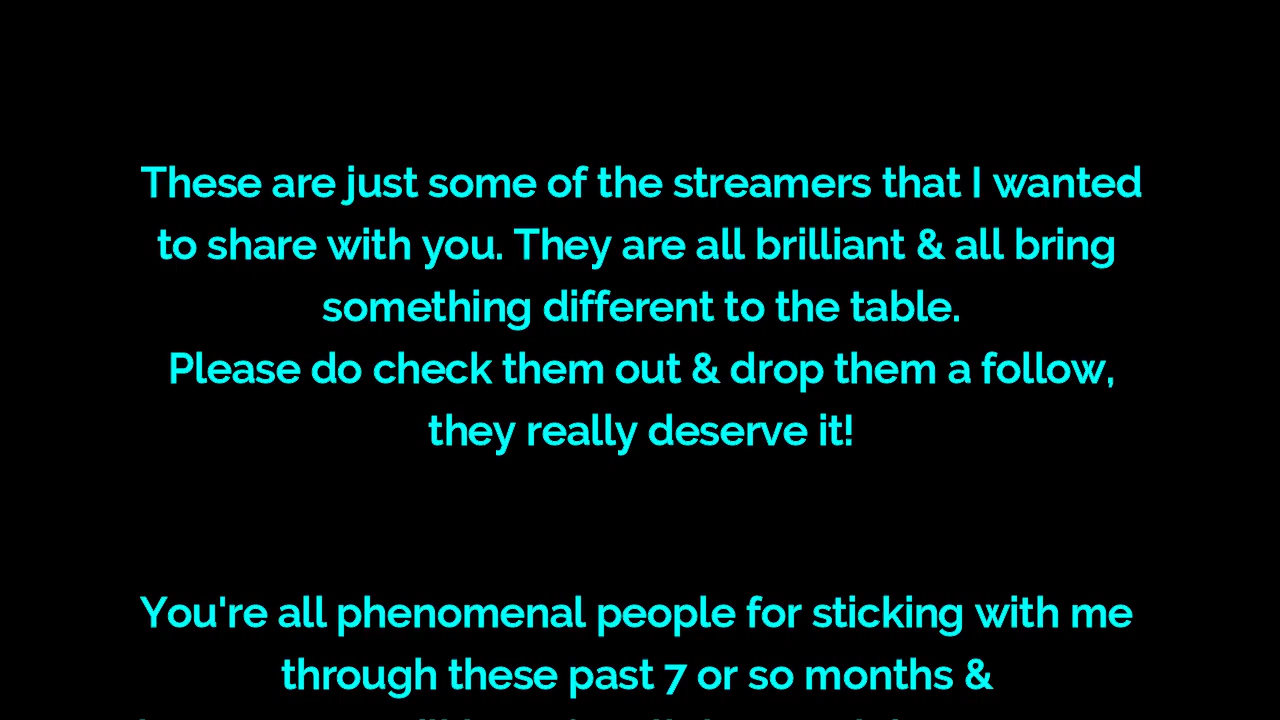 These are just some of the streamers that I wanted
to share with you. They are all brilliant & all bring
something different to the table.
Please do check them out & drop them a follow,
they really deserve it!
You're all phenomenal people for sticking with me
through these past 7 or so months &